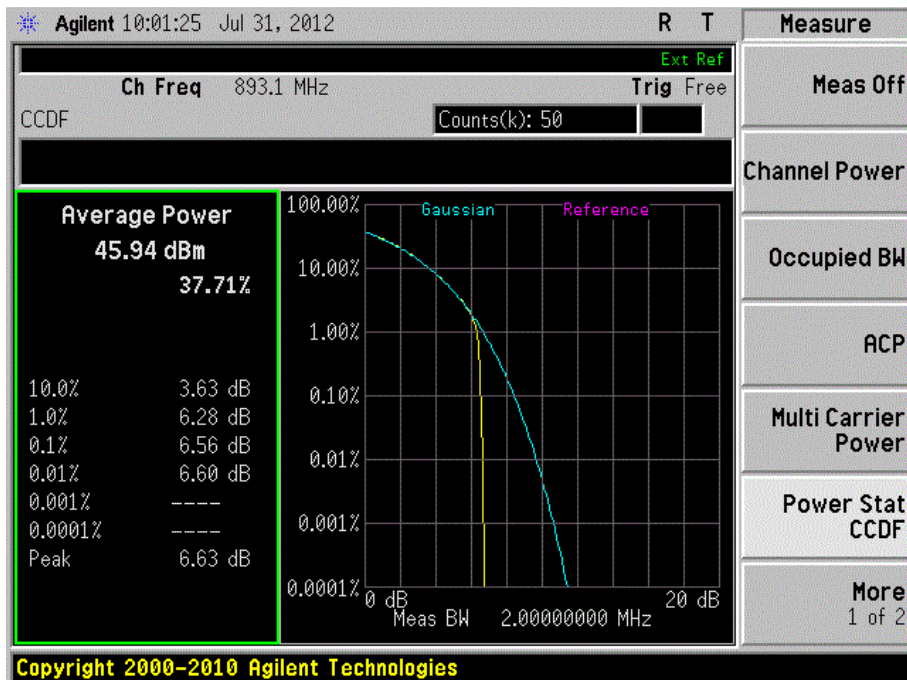 Agilent 10:01:25 Jul 31, 2012 R T
Measure
Ext Ref
Ch Freq 893.1 MHz Trig Free
CCDF Counts(k): 50
Average Power
45.94 dBm
37.71%
10.0% 3.63 dB
1.0% 6.28 dB
0.1% 6.56 dB
0.01% 6.60 dB
0.001% ----
0.0001% ----
Peak 6.63 dB
Gaussian Reference
100.00%
10.00%
1.00%
0.10%
0.01%
0.001%
0.0001%
0 dB 20 dB
Meas BW 2.00000000 MHz
Meas Off
Channel Power
Occupied BW
ACP
Multi Carrier
Power
Power Stat
CCDF
More
1 of 2
Copyright 2000-2010 Agilent Technologies